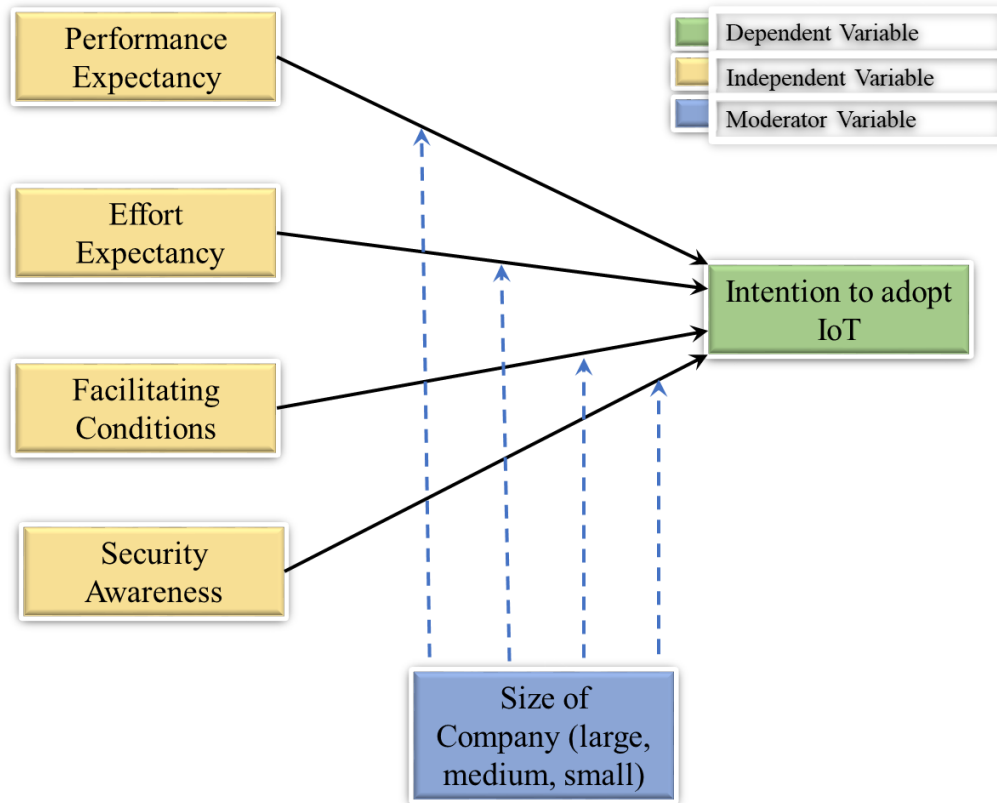 Performance
Expectancy
Dependent Variable
Independent Variable
Moderator Variable
Effort
Expectancy
Intention to adopt
IoT
Facilitating
Conditions
Security
Awareness
Size of
Company (large,
medium, small)